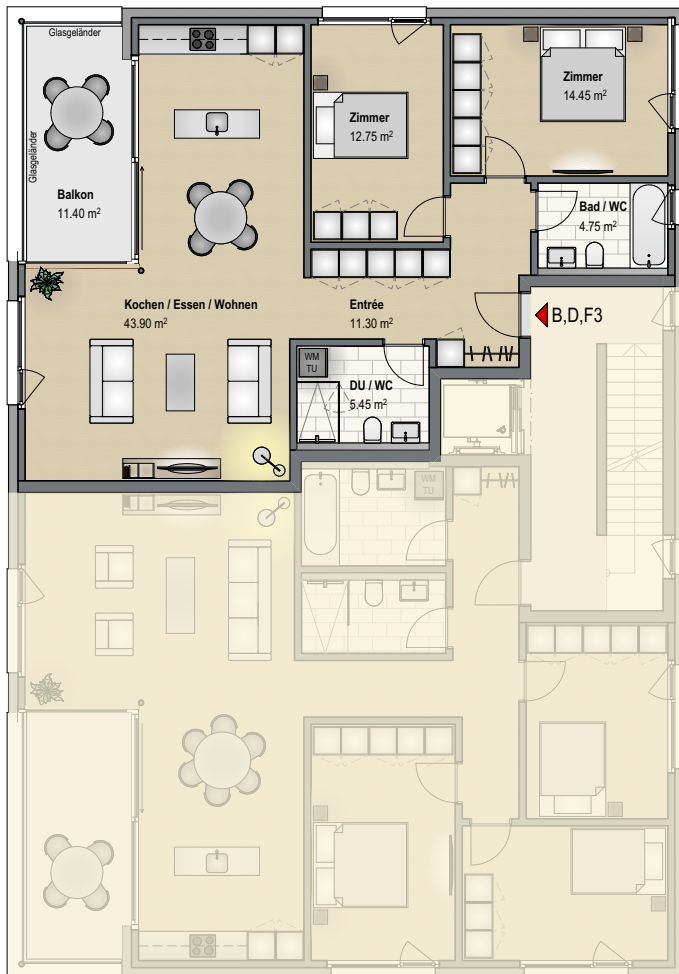 Glasgeländer
Glasgeländer
Balkon
11.40 m²
Zimmer
12.75 m²
Zimmer
14.45 m²
Bad / WC
4.75 m²
Kochen / Essen / Wohnen
43.90 m²
Entrée
11.30 m²
B,D,F3
WM
TU
DU / WC
5.45 m²
WM
TU